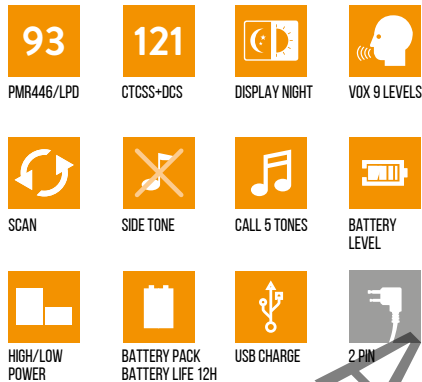 93
121
PMR446/LPD
CTCSS+DCS
DISPLAY NIGHT
VOX 9 LEVELS
SCAN
SIDE TONE
CALL 5 TONES
BATTERY
LEVEL
HIGH/LOW
POWER
BATTERY PACK
BATTERY LIFE 12H
USB CHARGE
2 PIN